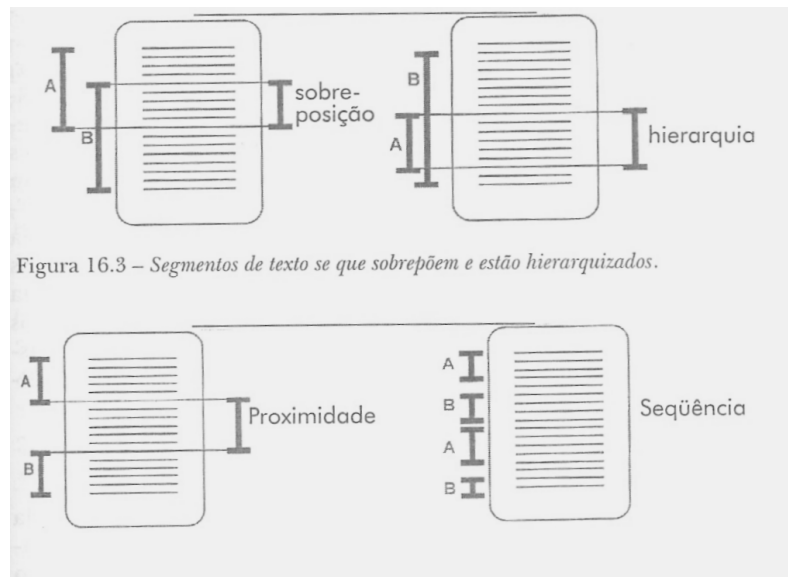 A
B
sobre-
posição
B
A
hierarquia
Figura 16.3 – Segmentos de texto se que sobrepõem e estão hierarquizados.
A
B
Proximidade
A
B
A
B
Seqüência